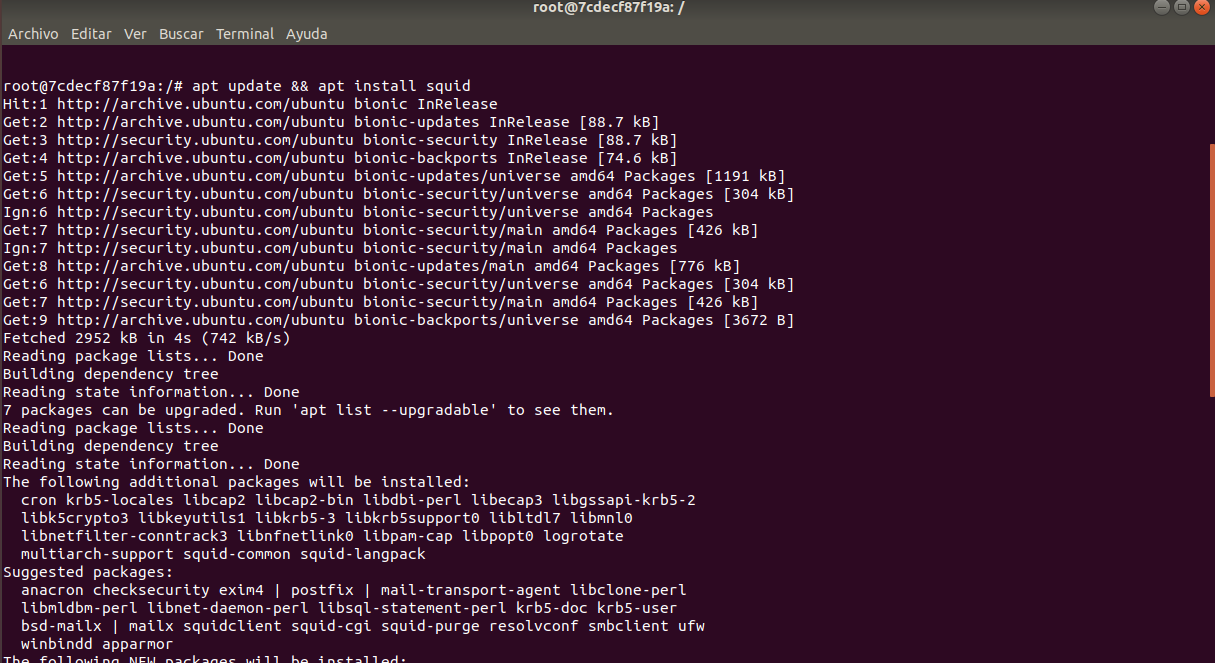 root@7cdecf87f19a: /
Archivo Editar Ver Buscar Terminal Ayuda
root@7cdecf87f19a:/# apt update && apt install squid
Hit:1 http://archive.ubuntu.com/ubuntu bionic InRelease
Get:2 http://archive.ubuntu.com/ubuntu bionic-updates InRelease [88.7 kB]
Get:3 http://security.ubuntu.com/ubuntu bionic-security InRelease [88.7 kB]
Get:4 http://archive.ubuntu.com/ubuntu bionic-backports InRelease [74.6 kB]
Get:5 http://archive.ubuntu.com/ubuntu bionic-updates/universe amd64 Packages [1191 kB]
Get:6 http://security.ubuntu.com/ubuntu bionic-security/universe amd64 Packages [304 kB]
Ign:6 http://security.ubuntu.com/ubuntu bionic-security/universe amd64 Packages
Get:7 http://security.ubuntu.com/ubuntu bionic-security/main amd64 Packages [426 kB]
Ign:7 http://security.ubuntu.com/ubuntu bionic-security/main amd64 Packages
Get:8 http://archive.ubuntu.com/ubuntu bionic-updates/main amd64 Packages [776 kB]
Get:6 http://security.ubuntu.com/ubuntu bionic-security/universe amd64 Packages [304 kB]
Get:7 http://security.ubuntu.com/ubuntu bionic-security/main amd64 Packages [426 kB]
Get:9 http://archive.ubuntu.com/ubuntu bionic-backports/universe amd64 Packages [3672 B]
Fetched 2952 kB in 4s (742 kB/s)
Reading package lists... Done
Building dependency tree
Reading state information... Done
7 packages can be upgraded. Run 'apt list --upgradable' to see them.
Reading package lists... Done
Building dependency tree
Reading state information... Done
The following additional packages will be installed:
cron krb5-locales libcap2 libcap2-bin libdbi-perl libecap3 libgssapi-krb5-2
libk5crypto3 libkeyutils1 libkrb5-3 libkrb5support0 libltdl7 libmnl0
libnetfilter-conntrack3 libnfnetlink0 libpam-cap libpopt0 logrotate
multiarch-support squid-common squid-langpack
Suggested packages:
anacron checksecurity exim4 | postfix | mail-transport-agent libclone-perl
libmldbm-perl libnet-daemon-perl libsql-statement-perl krb5-doc krb5-user
bsd-mailx | mailx squidclient squid-cgi squid-purge resolvconf smbclient ufw
winbindd apparmor
The following NEW packages will be installed: